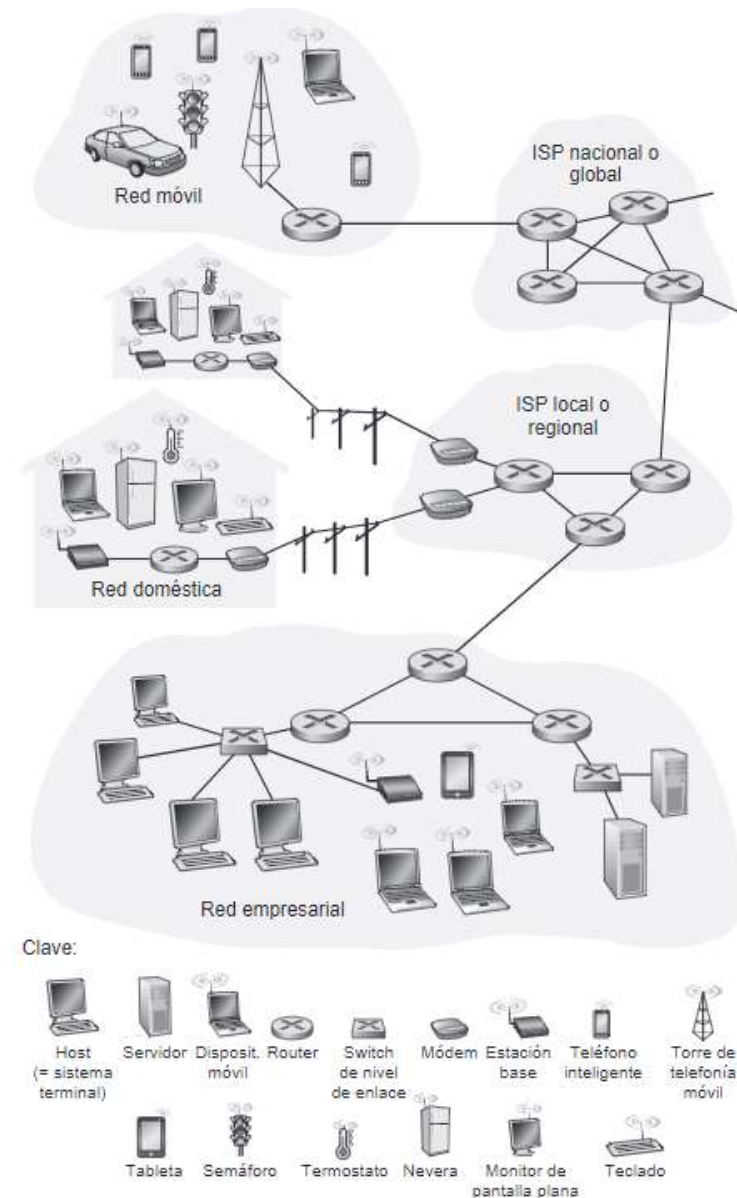 Red móvil
ISP nacional o
global
ISP local o
regional
Red doméstica
Red empresarial
Clave:
Host
(= sistema
terminal)
Servidor
Disposit.
móvil
Router
Switch
de nivel
de enlace
Módem
Estación
base
Teléfono
inteligente
Torre de
telefonía
móvil
Tableta
Semáforo
Termostato
Nevera
Monitor de
pantalla plana
Teclado